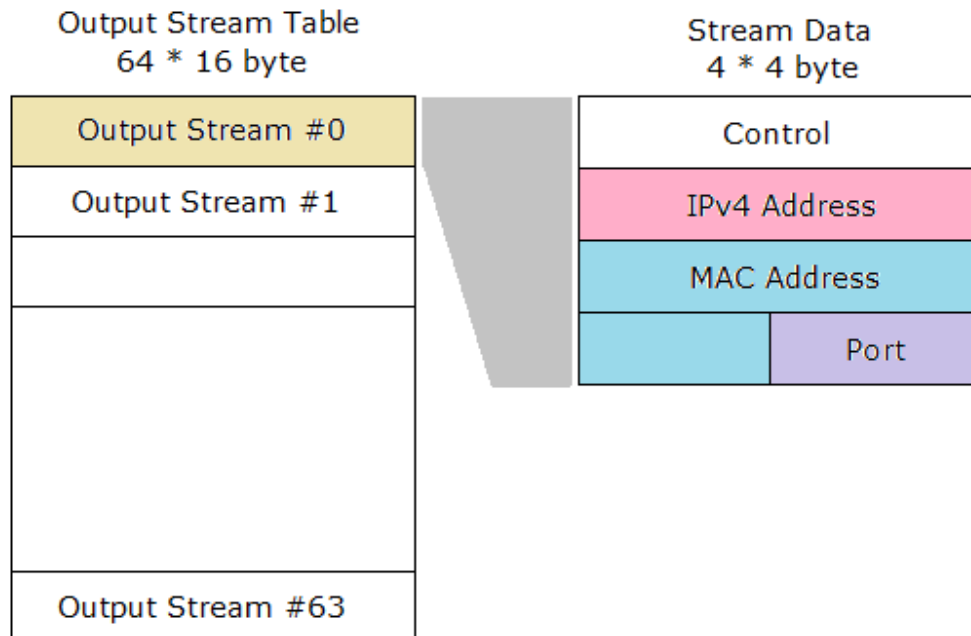 Output Stream Table
64 * 16 byte
Output Stream #0
Output Stream #1
Output Stream #63
Stream Data
4 * 4 byte
Control
IPv4 Address
MAC Address
Port